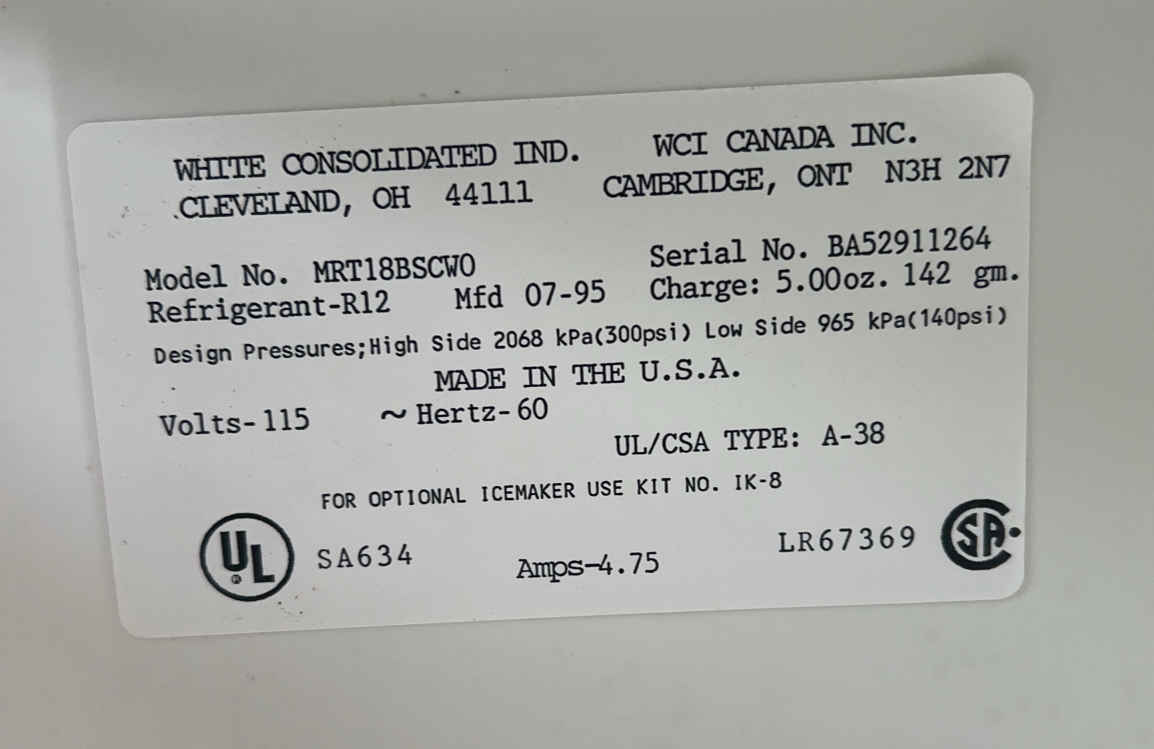 WHITE CONSOLIDATED IND. WCI CANADA INC.
CLEVELAND, OH 44111 CAMBRIDGE, ONT N3H 2N7
Model No. MRT18BSCW0 Serial No. BA52911264
Refrigerant-R12 Mfd 07-95 Charge: 5.00oz. 142 gm.
Design Pressures;High Side 2068 kPa(300psi) Low Side 965 kPa(140psi)
MADE IN THE U.S.A.
Volts-115 ~ Hertz-60
UL/CSA TYPE: A-38
FOR OPTIONAL ICEMAKER USE KIT NO. IK-8
UL ® SA634 Amps-4.75 LR67369 CSA